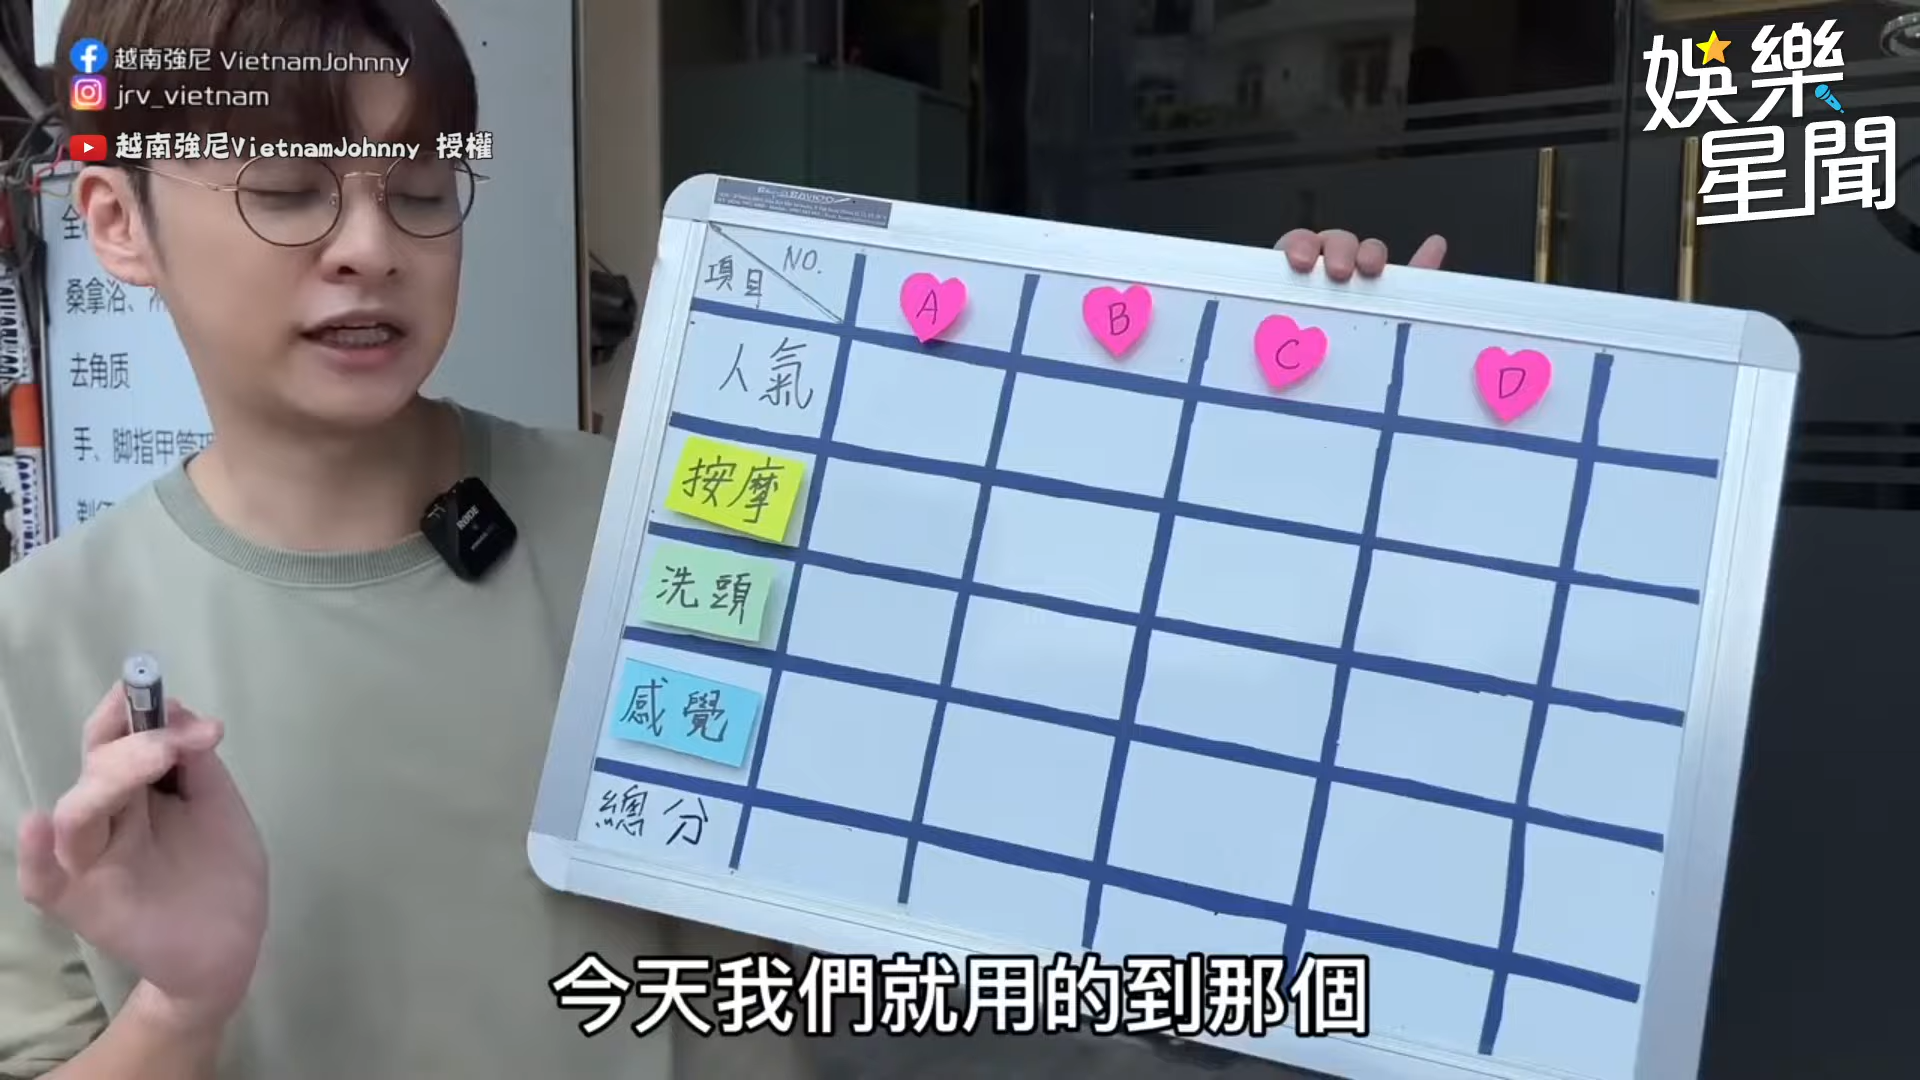 越南強尼 VietnamJohnny
jrv_vietnam
越南強尼VietnamJohnny 授權
娛樂
星聞
桑拿浴、
去角质
手、脚指甲管理
RØDE
項目
NO.
A
B
C
D
人氣
按摩
洗頭
感覺
總分
今天我們就用的到那個